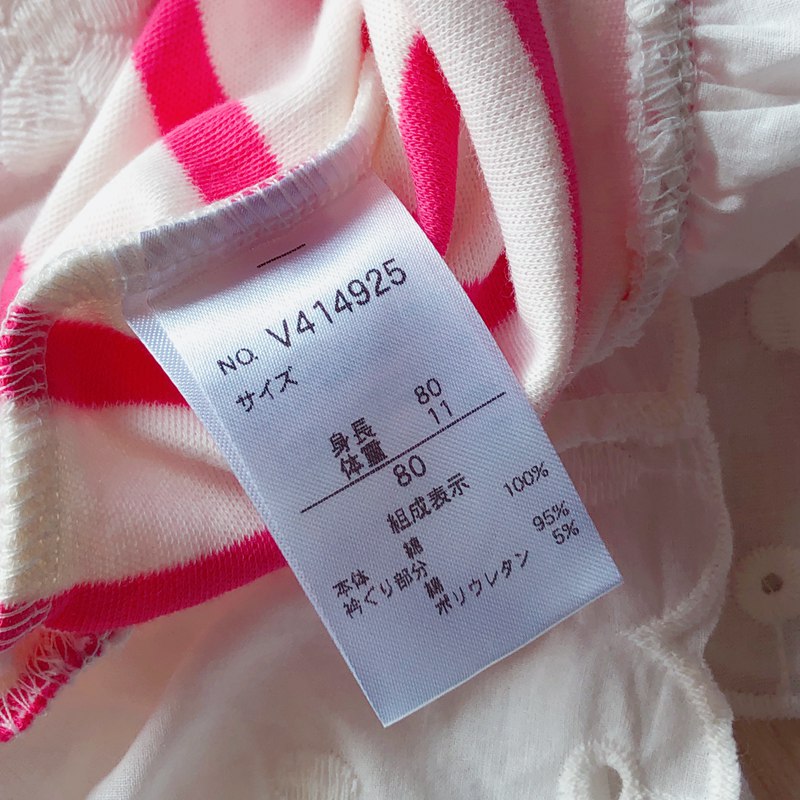 NO. V414925
サイズ
身長 80
体重 11
80
組成表示
本体 綿 100%
衿ぐり部分 綿 95%
ポリウレタン 5%